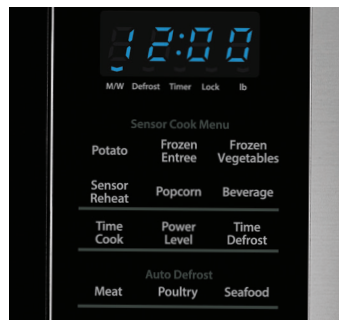 12:00
M/W Defrost Timer Lock lb
Sensor Cook Menu
Potato Frozen Entree Frozen Vegetables
Sensor Reheat Popcorn Beverage
Time Cook Power Level Time Defrost
Auto Defrost
Meat Poultry Seafood